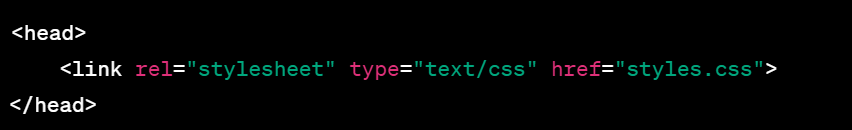 <head>
    <link rel="stylesheet" type="text/css" href="styles.css">
</head>